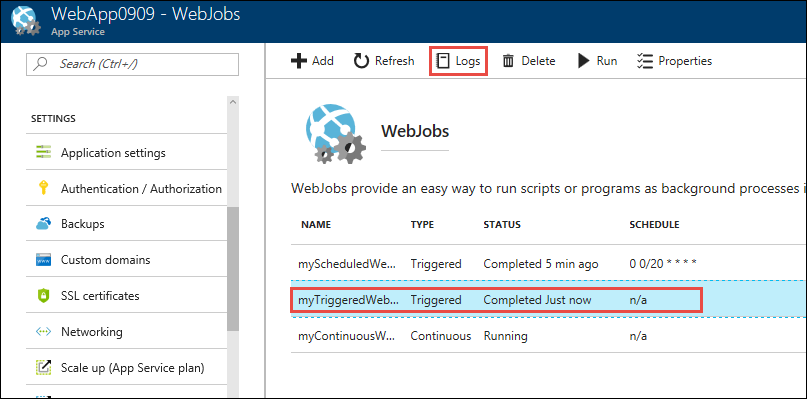 WebApp0909 - WebJobs
App Service
Search (Ctrl+/)
SETTINGS
Application settings
Authentication / Authorization
Backups
Custom domains
SSL certificates
Networking
Scale up (App Service plan)
Add Refresh Logs Delete Run Properties
WebJobs
WebJobs provide an easy way to run scripts or programs as background processes i
NAME TYPE STATUS SCHEDULE
myScheduledWe... Triggered Completed 5 min ago 0 0/20 * * * *
myTriggeredWeb... Triggered Completed Just now n/a
myContinuousW... Continuous Running n/a